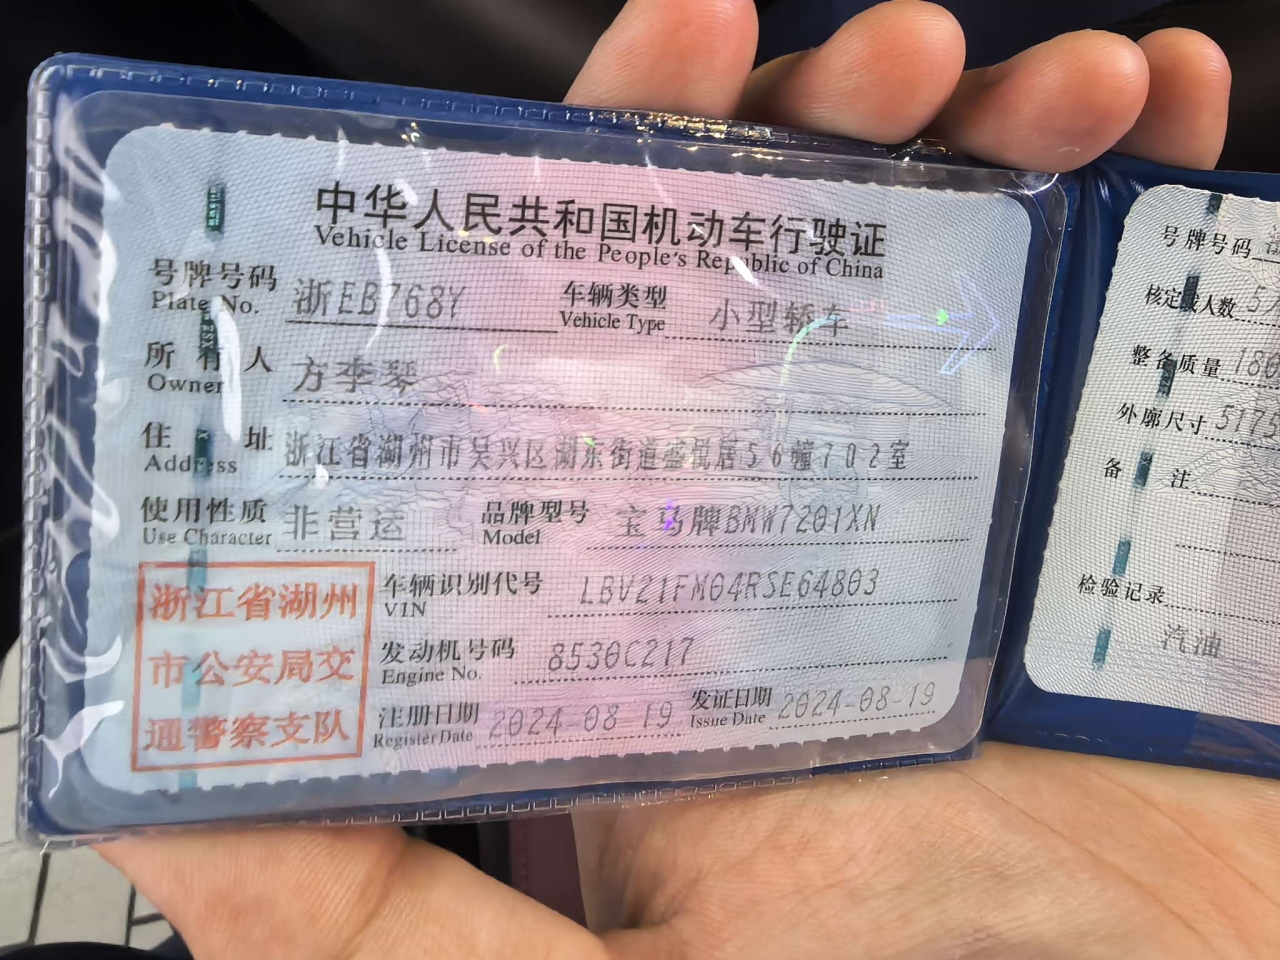 中华人民共和国机动车行驶证
Vehicle License of the People's Republic of China
号牌号码 浙EB768Y 车辆类型 小型轿车
Plate No. Vehicle Type
所有人 方李琴
Owner
住址 浙江省湖州市吴兴区湖东街道盛悦居56幢702室
Address
使用性质 非营运 品牌型号 宝马牌BMW7201XN
Use Character Model
车辆识别代号 LBV21FM04RSE64803
VIN
发动机号码 8530C217
Engine No.
注册日期 2024-08-19 发证日期 2024-08-19
Register Date Issue Date
浙江省湖州
市公安局交
通警察支队
号牌号码
核定载人数 5
整备质量 180
外廓尺寸 5175
备注
检验记录
汽油